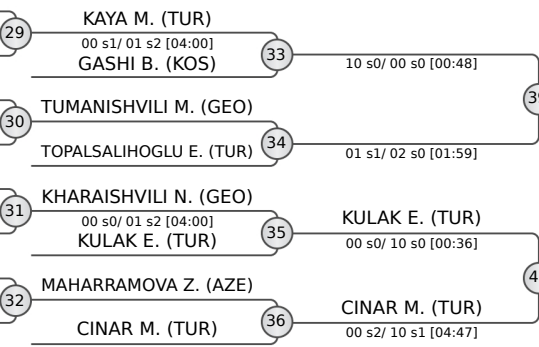 KAYA M. (TUR)
29
00 s1/ 01 s2 [04:00]
GASHI B. (KOS)
33
10 s0/ 00 s0 [00:48]
TUMANISHVILI M. (GEO)
30
34
TOPALSALIHOGLU E. (TUR)
01 s1/ 02 s0 [01:59]
KHARAISHVILI N. (GEO)
31
00 s0/ 01 s2 [04:00]
KULAK E. (TUR)
35
KULAK E. (TUR)
00 s0/ 10 s0 [00:36]
MAHARRAMOVA Z. (AZE)
32
CINAR M. (TUR)
36
CINAR M. (TUR)
00 s2/ 10 s1 [04:47]